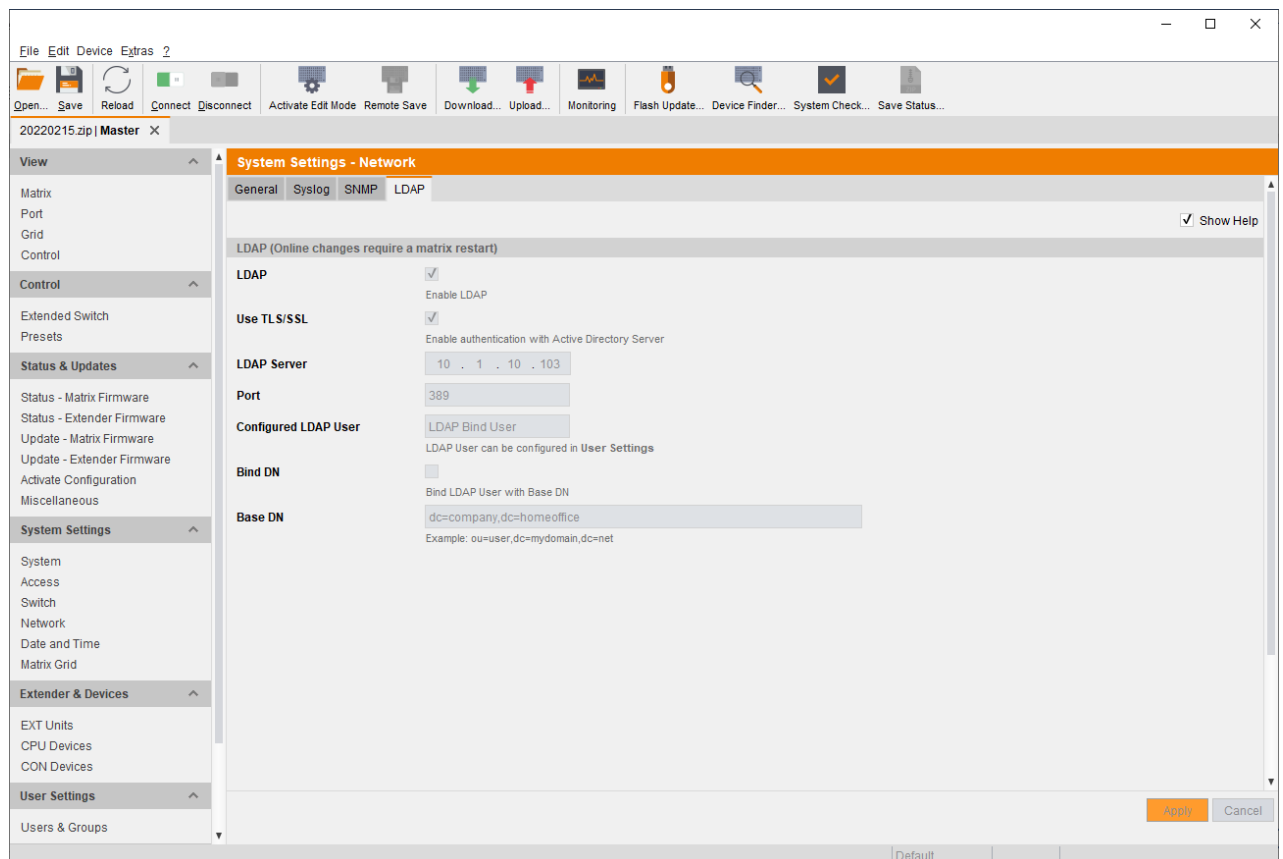 File Edit Device Extras ?
Open... Save Reload Connect Disconnect Activate Edit Mode Remote Save Download... Upload... Monitoring Flash Update... Device Finder... System Check... Save Status...
20220215.zip | Master
View
Matrix
Port
Grid
Control
Control
Extended Switch
Presets
Status & Updates
Status - Matrix Firmware
Status - Extender Firmware
Update - Matrix Firmware
Update - Extender Firmware
Activate Configuration
Miscellaneous
System Settings
System
Access
Switch
Network
Date and Time
Matrix Grid
Extender & Devices
EXT Units
CPU Devices
CON Devices
User Settings
Users & Groups
System Settings - Network
General Syslog SNMP LDAP
Show Help
LDAP (Online changes require a matrix restart)
LDAP
Enable LDAP
Use TLS/SSL
Enable authentication with Active Directory Server
LDAP Server 10 . 1 . 10 . 103
Port 389
Configured LDAP User LDAP Bind User
LDAP User can be configured in User Settings
Bind DN
Bind LDAP User with Base DN
Base DN dc=company,dc=homeoffice
Example: ou=user,dc=mydomain,dc=net
Apply Cancel
Default